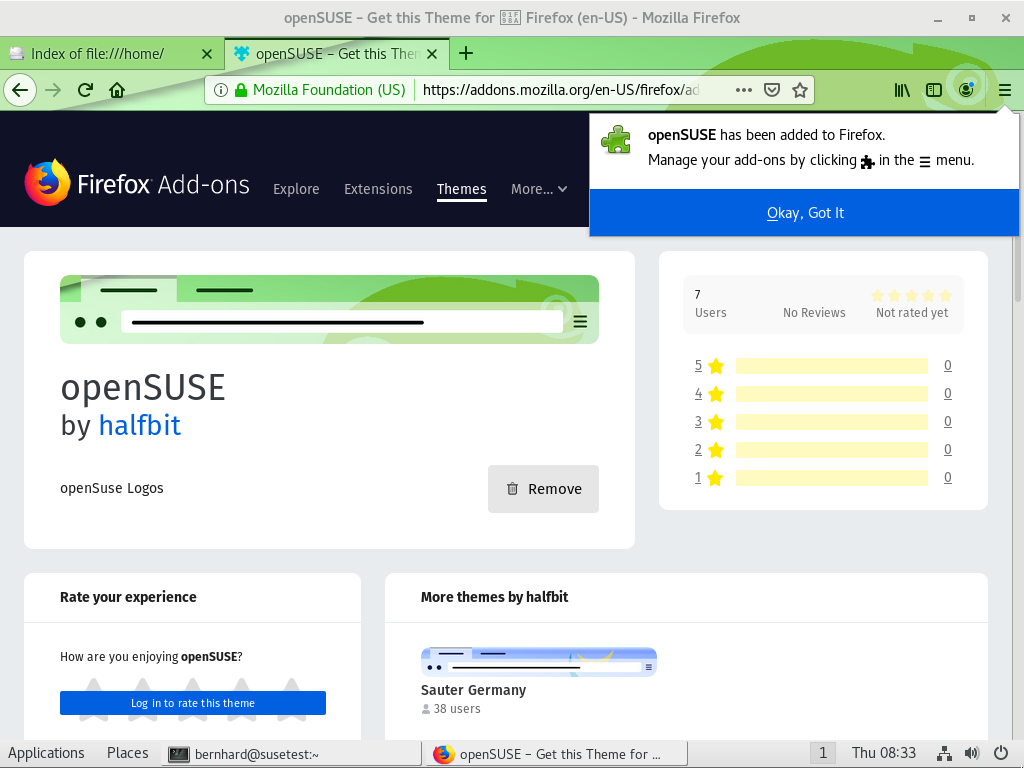 openSUSE – Get this Theme for 🦊 Firefox (en-US) - Mozilla Firefox
Index of file:///home/
openSUSE – Get this Then
Mozilla Foundation (US)
https://addons.mozilla.org/en-US/firefox/ad
openSUSE has been added to Firefox.
Manage your add-ons by clicking in the ☰ menu.
Okay, Got It
Firefox Add-ons
Explore
Extensions
Themes
More...
openSUSE
by halfbit
openSuse Logos
Remove
7
Users
No Reviews
Not rated yet
5 0
4 0
3 0
2 0
1 0
Rate your experience
How are you enjoying openSUSE?
Log in to rate this theme
More themes by halfbit
Sauter Germany
38 users
Applications
Places
bernhard@susetest:~
openSUSE – Get this Theme for ...
1
Thu 08:33